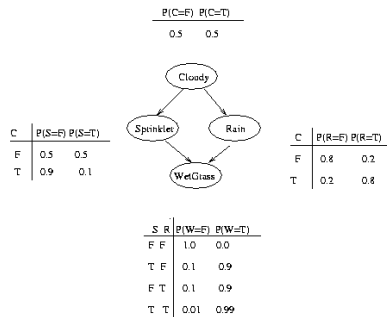 P(C=F) P(C=T)
0.5 0.5
Cloudy
Sprinkler
Rain
WetGrass
C P(S=F) P(S=T)
F 0.5 0.5
T 0.9 0.1
C P(R=F) P(R=T)
F 0.8 0.2
T 0.2 0.8
S R P(W=F) P(W=T)
F F 1.0 0.0
T F 0.1 0.9
F T 0.1 0.9
T T 0.01 0.99